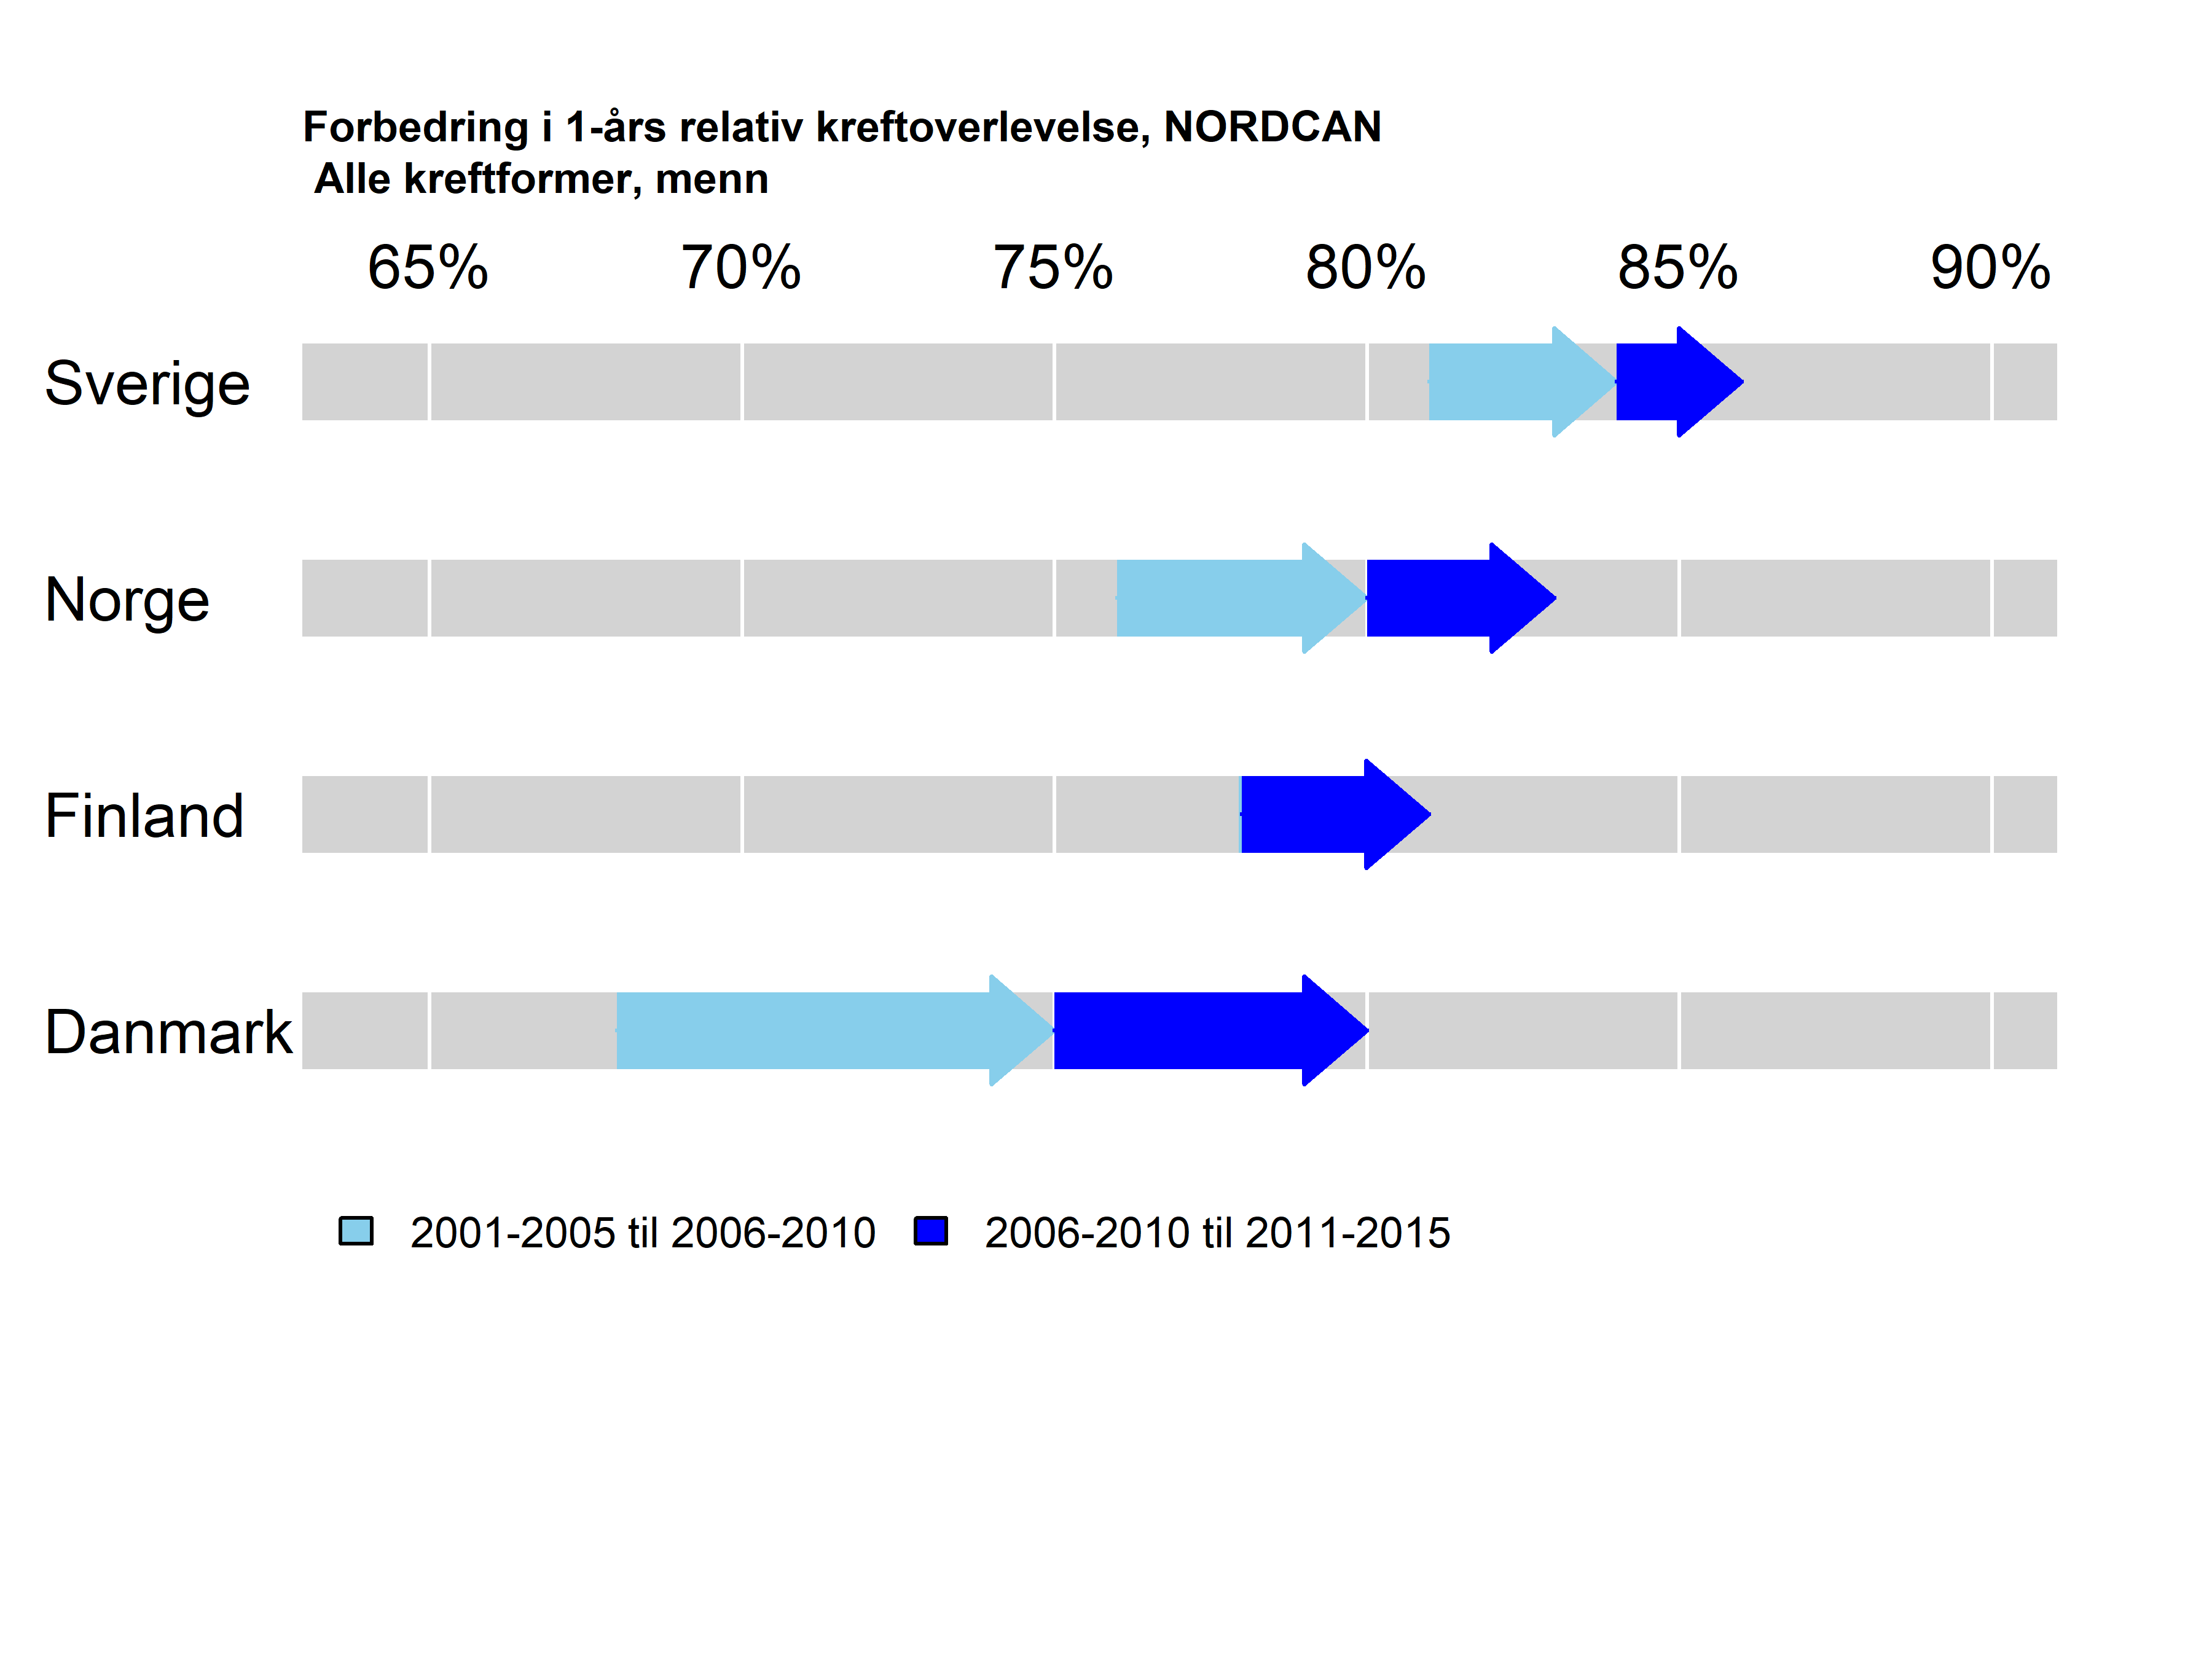 Forbedring i 1-års relativ kreftoverlevelse, NORDCAN
Alle kreftformer, menn
65% 70% 75% 80% 85% 90%
Sverige
Norge
Finland
Danmark
2001-2005 til 2006-2010 2006-2010 til 2011-2015